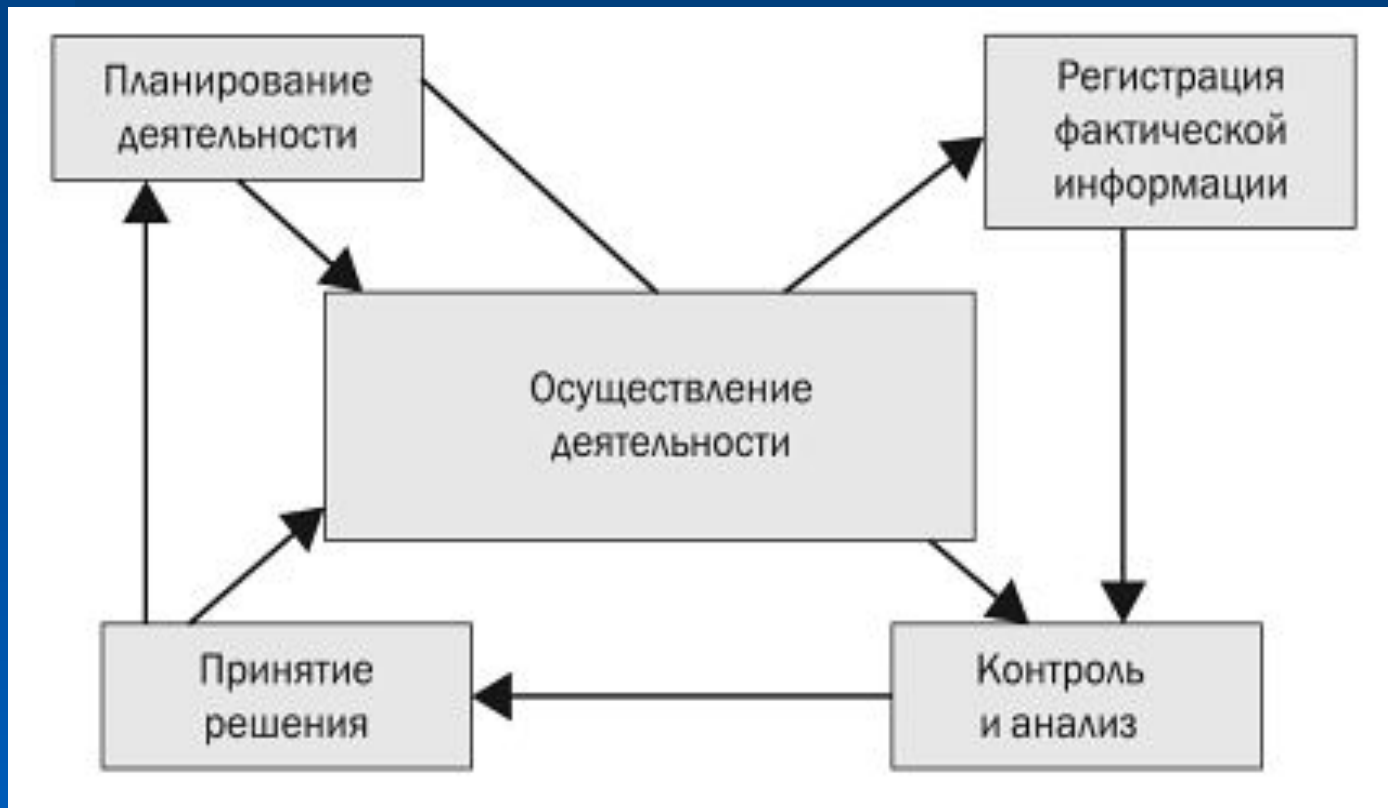 Планирование
деятельности
Регистрация
фактической
информации
Осуществление
деятельности
Принятие
решения
Контроль
и анализ